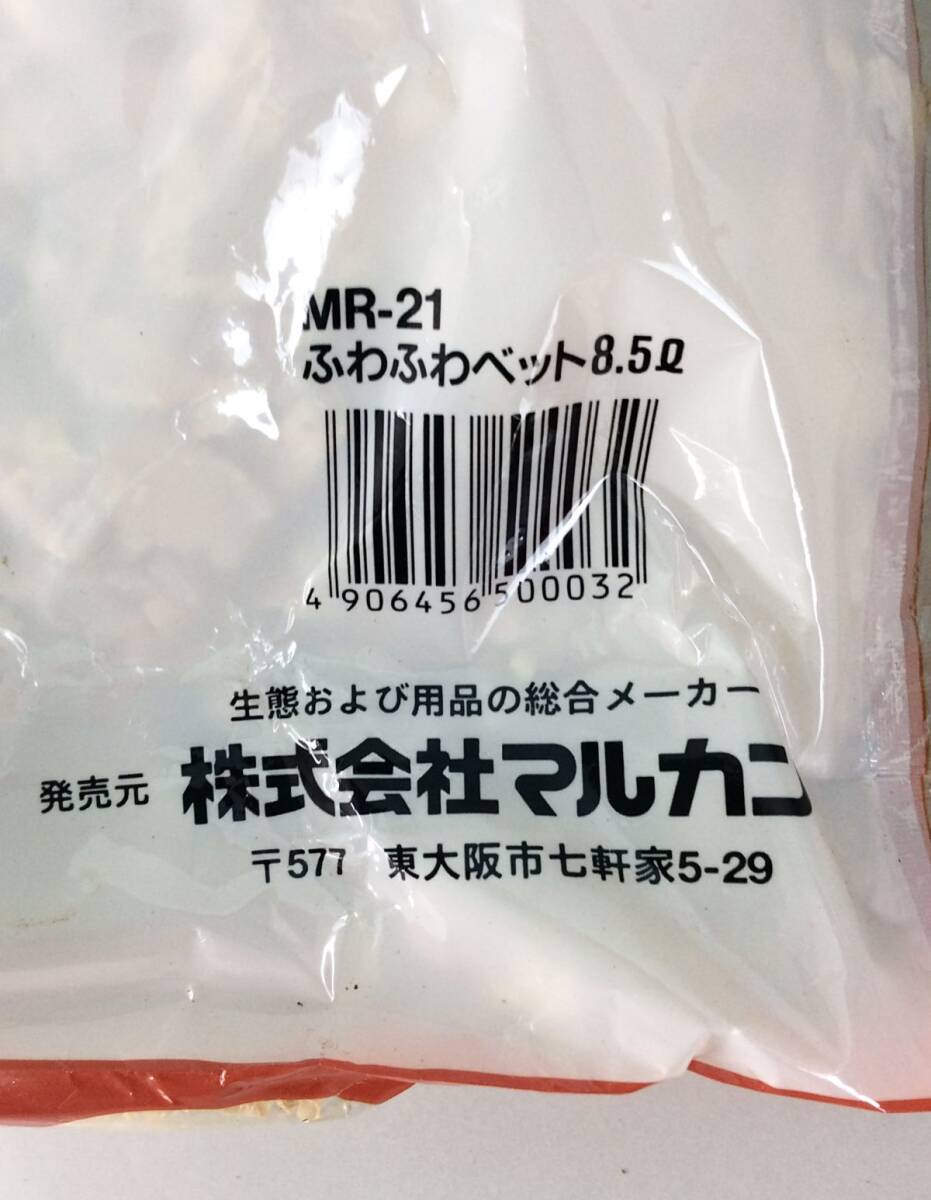 MR-21
ふわふわベット8.5ℓ
4 906456 500032
生態および用品の総合メーカー
発売元 株式会社マルカン
〒577 東大阪市七軒家5-29